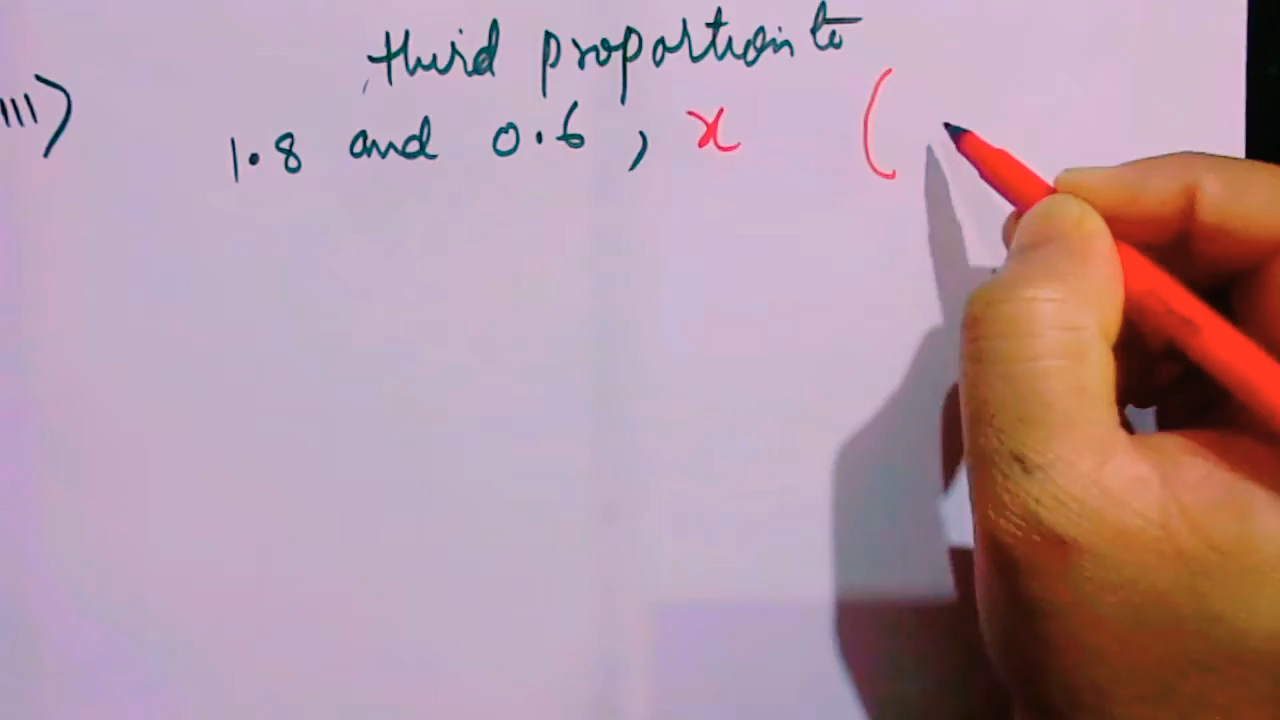 third proportion to
iii) 1.8 and 0.6 , x (